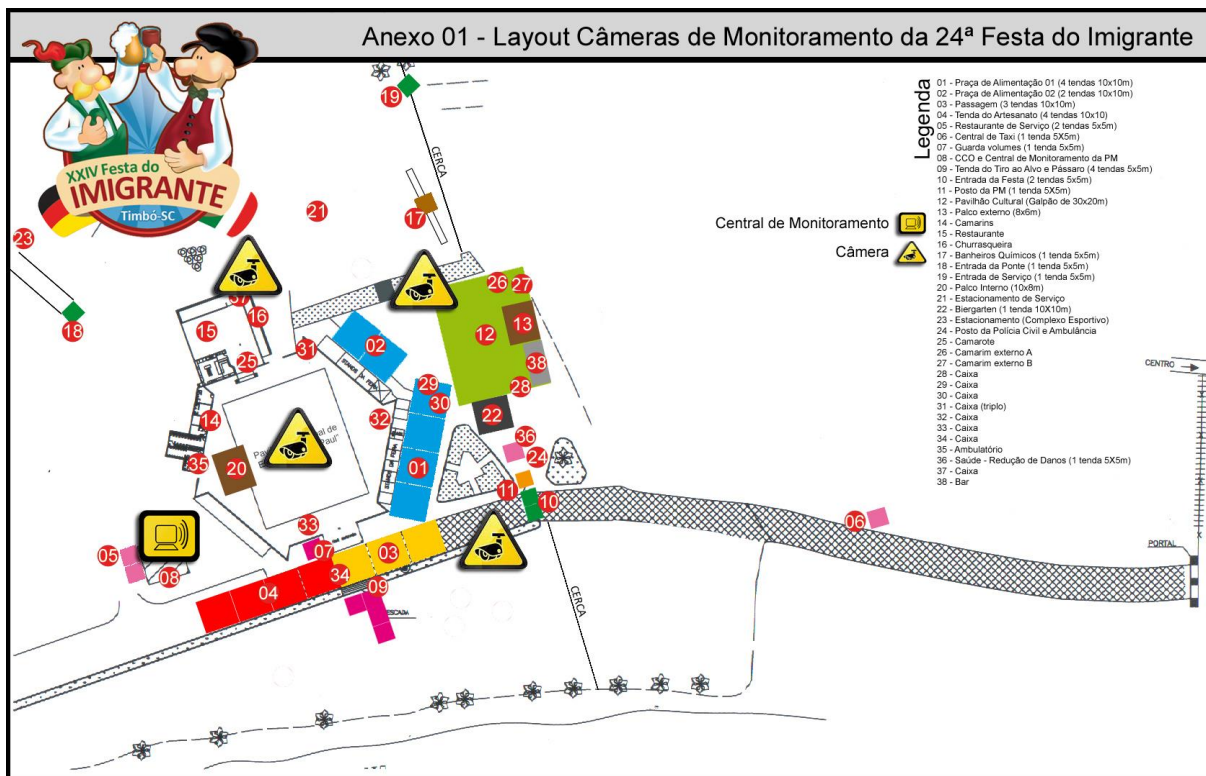 Anexo 01 - Layout Câmeras de Monitoramento da 24ª Festa do Imigrante
XXIV Festa do
IMIGRANTE
Timbó-SC
Legenda
01 - Praça de Alimentação 01 (4 tendas 10x10m)
02 - Praça de Alimentação 02 (2 tendas 10x10m)
03 - Passagem (3 tendas 10x10m)
04 - Tenda do Artesanato (4 tendas 10x10)
05 - Restaurante de Serviço (2 tendas 5x5m)
06 - Central de Taxi (1 tenda 5X5m)
07 - Guarda volumes (1 tenda 5x5m)
08 - CCO e Central de Monitoramento da PM
09 - Tenda do Tiro ao Alvo e Pássaro (4 tendas 5x5m)
10 - Entrada da Festa (2 tendas 5x5m)
11 - Posto da PM (1 tenda 5X5m)
12 - Pavilhão Cultural (Galpão de 30x20m)
13 - Palco externo (8x6m)
14 - Camarins
15 - Restaurante
16 - Churrasqueira
17 - Banheiros Químicos (1 tenda 5x5m)
18 - Entrada da Ponte (1 tenda 5x5m)
19 - Entrada de Serviço (1 tenda 5x5m)
20 - Palco Interno (10x8m)
21 - Estacionamento de Serviço
22 - Biergarten (1 tenda 10X10m)
23 - Estacionamento (Complexo Esportivo)
24 - Posto da Polícia Civil e Ambulância
25 - Camarote
26 - Camarim externo A
27 - Camarim externo B
28 - Caixa
29 - Caixa
30 - Caixa
31 - Caixa (triplo)
32 - Caixa
33 - Caixa
34 - Caixa
35 - Ambulatório
36 - Saúde - Redução de Danos (1 tenda 5X5m)
37 - Caixa
38 - Bar
Central de Monitoramento
Câmera
19
CERCA
21
17
23
18
37
16
15
25
26
27
13
12
38
28
02
31
29
30
22
32
14
36
24
20
35
01
11
10
CENTRO
06
PORTAL
33
07
03
05
08
34
04
09
ESCADA
CERCA